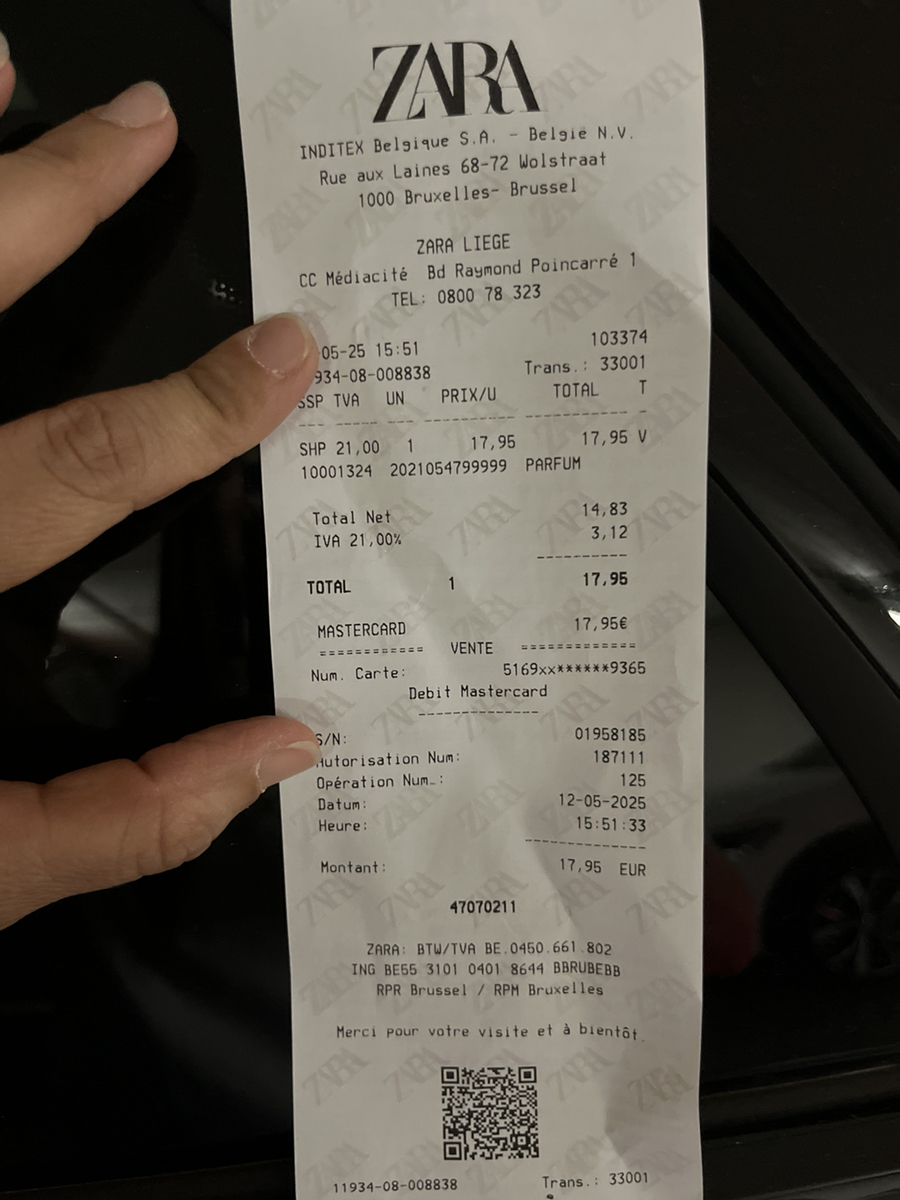 ZARA
INDITEX Belgique S.A. - België N.V.
Rue aux Laines 68-72 Wolstraat
1000 Bruxelles- Brussel
ZARA LIEGE
CC Médiacité Bd Raymond Poincarré 1
TEL: 0800 78 323
-05-25 15:51 103374
934-08-008838 Trans.: 33001
SSP TVA UN PRIX/U TOTAL T
--- ----- --- --------- ----------- -
SHP 21,00 1 17,95 17,95 V
10001324 2021054799999 PARFUM
Total Net 14,83
IVA 21,00% 3,12
----------
TOTAL 1 17,95
MASTERCARD 17,95€
============ VENTE =============
Num. Carte: 5169xx******9365
Debit Mastercard
--------------
S/N: 01958185
Autorisation Num: 187111
Opération Num.: 125
Datum: 12-05-2025
Heure: 15:51:33
--------------
Montant: 17,95 EUR
47070211
ZARA: BTW/TVA BE.0450.661.802
ING BE55 3101 0401 8644 BBRUBEBB
RPR Brussel / RPM Bruxelles
Merci pour votre visite et à bientôt.
11934-08-008838 Trans.: 33001